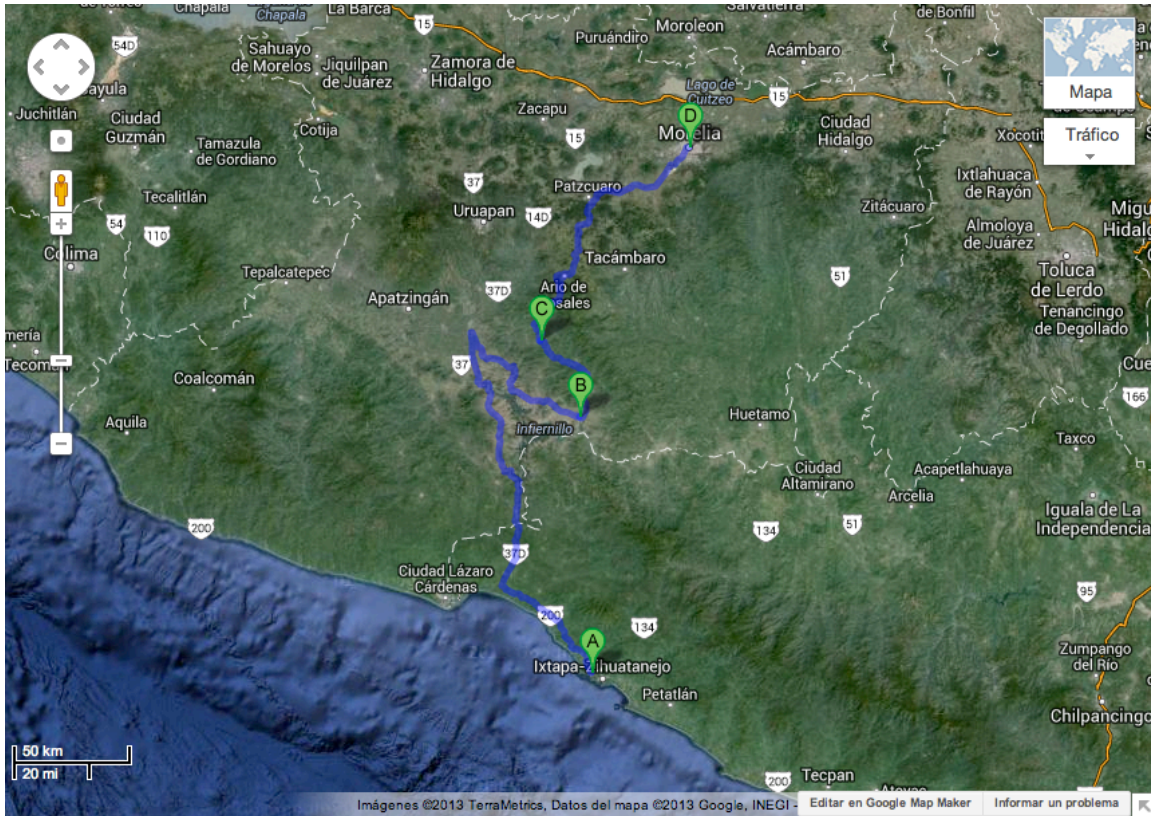 Chapala
Chapala
La Barca
15
Salvatierra
de Bonfil
54D
Sahuayo
de Morelos
Jiquilpan
de Juárez
Zamora de
Hidalgo
Puruándiro
Moroleon
Acámbaro
Mapa
Juchitlán
Ciudad
Guzmán
Cotija
Tamazula
de Gordiano
Zacapu
15
Lago de
Cuitzeo
15
D
Morelia
Ciudad
Hidalgo
Tráfico
Xocotit
Tecalitlán
37
Patzcuaro
Uruapan
14D
Ixtlahuaca
de Rayón
54
110
Colima
Zitácuaro
Almoloya
de Juárez
Migu
Hidalg
Tepalcatepec
Tacámbaro
51
Toluca
de Lerdo
Apatzingán
37D
Ario de
C
Tenancingo
de Degollado
Tecoman
37
Coalcomán
B
Cue
166
Aquila
Infiernillo
Huetamo
Taxco
Ciudad
Altamirano
Acapetlahuaya
Arcelia
Iguala de La
Independencia
200
134
51
37D
Ciudad Lázaro
Cárdenas
95
200
134
A
Ixtapa-Zihuatanejo
Petatlán
Zumpango
del Río
Chilpancingo
50 km
20 mi
200
Tecpan
Imágenes ©2013 TerraMetrics, Datos del mapa ©2013 Google, INEGI -
Editar en Google Map Maker
Informar un problema